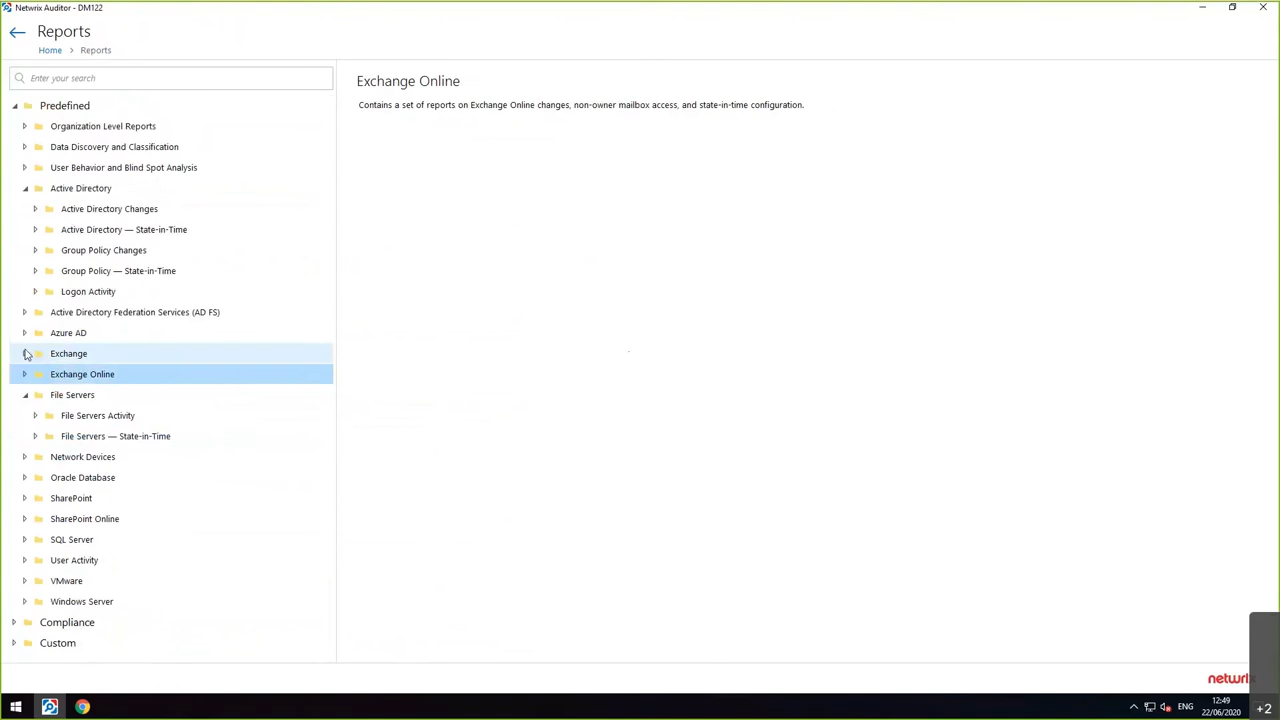 Netwrix Auditor - DM122
Reports
Home > Reports
Enter your search
Predefined
Organization Level Reports
Data Discovery and Classification
User Behavior and Blind Spot Analysis
Active Directory
Active Directory Changes
Active Directory — State-in-Time
Group Policy Changes
Group Policy — State-in-Time
Logon Activity
Active Directory Federation Services (AD FS)
Azure AD
Exchange
Exchange Online
File Servers
File Servers Activity
File Servers — State-in-Time
Network Devices
Oracle Database
SharePoint
SharePoint Online
SQL Server
User Activity
VMware
Windows Server
Compliance
Custom
Exchange Online
Contains a set of reports on Exchange Online changes, non-owner mailbox access, and state-in-time configuration.
netwrix
ENG
12:49
22/06/2020
+2